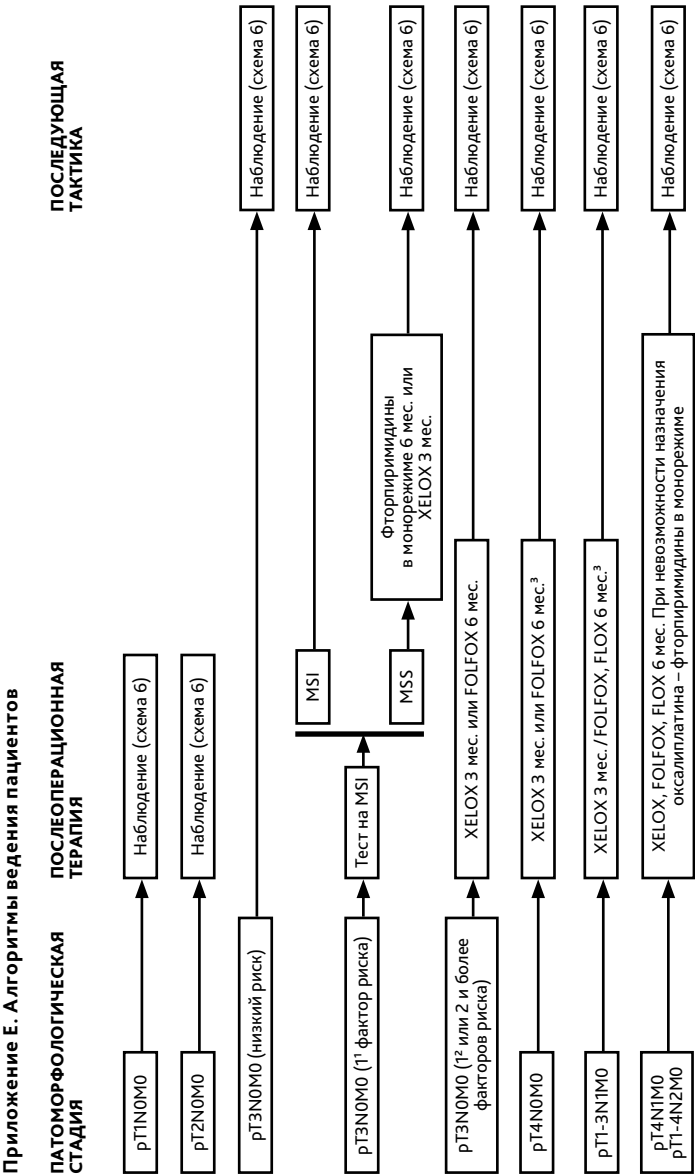 Приложение Е. Алгоритмы ведения пациентов
ПАТОМОРФОЛОГИЧЕСКАЯ
СТАДИЯ
ПОСЛЕОПЕРАЦИОННАЯ
ТЕРАПИЯ
ПОСЛЕДУЮЩАЯ
ТАКТИКА
pT1N0M0
Наблюдение (схема 6)
pT2N0M0
Наблюдение (схема 6)
pT3N0M0 (низкий риск)
Наблюдение (схема 6)
pT3N0M0 (1¹ фактор риска)
Тест на MSI
MSI
Наблюдение (схема 6)
MSS
Фторпиримидины
в монорежиме 6 мес. или
XELOX 3 мес.
Наблюдение (схема 6)
pT3N0M0 (1² или 2 и более
факторов риска)
XELOX 3 мес. или FOLFOX 6 мес.
Наблюдение (схема 6)
pT4N0M0
XELOX 3 мес. или FOLFOX 6 мес.³
Наблюдение (схема 6)
pT1-3N1M0
XELOX 3 мес. / FOLFOX, FLOX 6 мес.³
Наблюдение (схема 6)
pT4N1M0
pT1-4N2M0
XELOX, FOLFOX, FLOX 6 мес. При невозможности назначения
оксалиплатина – фторпиримидины в монорежиме
Наблюдение (схема 6)